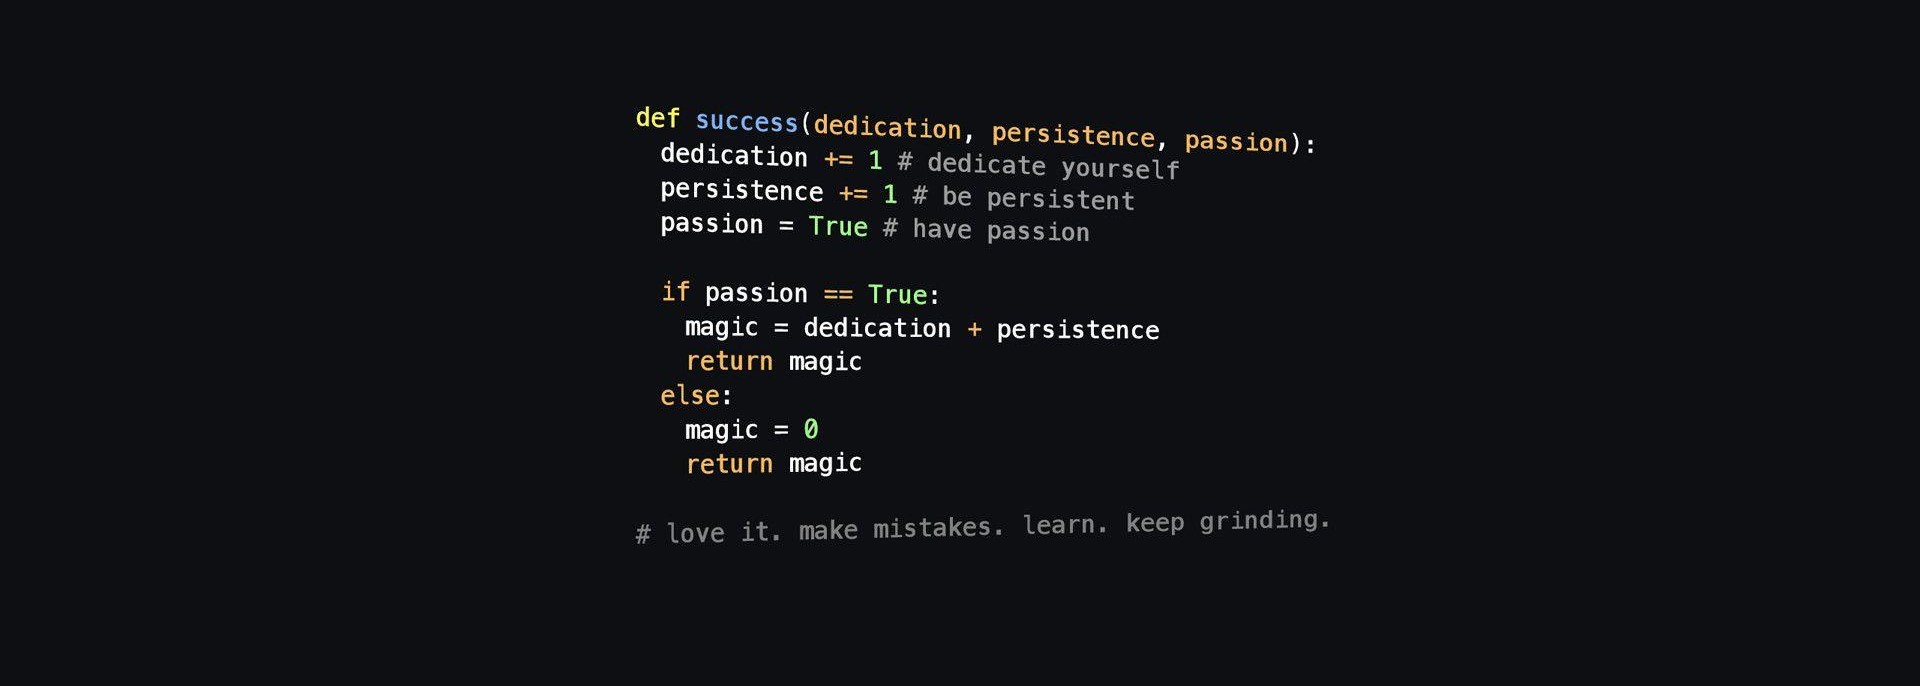 def success(dedication, persistence, passion):
  dedication += 1 # dedicate yourself
  persistence += 1 # be persistent
  passion = True # have passion

  if passion == True:
    magic = dedication + persistence
    return magic
  else:
    magic = 0
    return magic

# love it. make mistakes. learn. keep grinding.